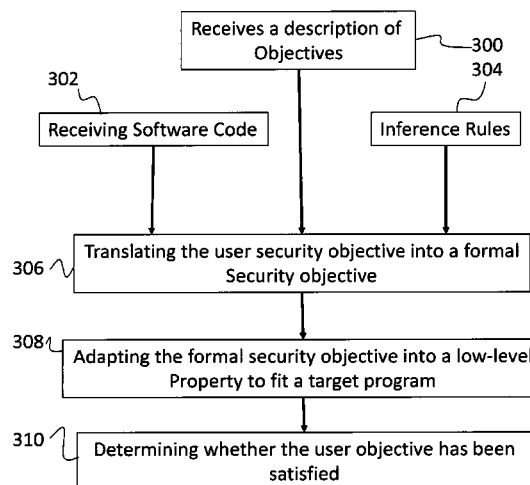 Receives a description of
Objectives
300
302
304
Receiving Software Code
Inference Rules
Translating the user security objective into a formal
Security objective
306
308
Adapting the formal security objective into a low-level
Property to fit a target program
310
Determining whether the user objective has been
satisfied